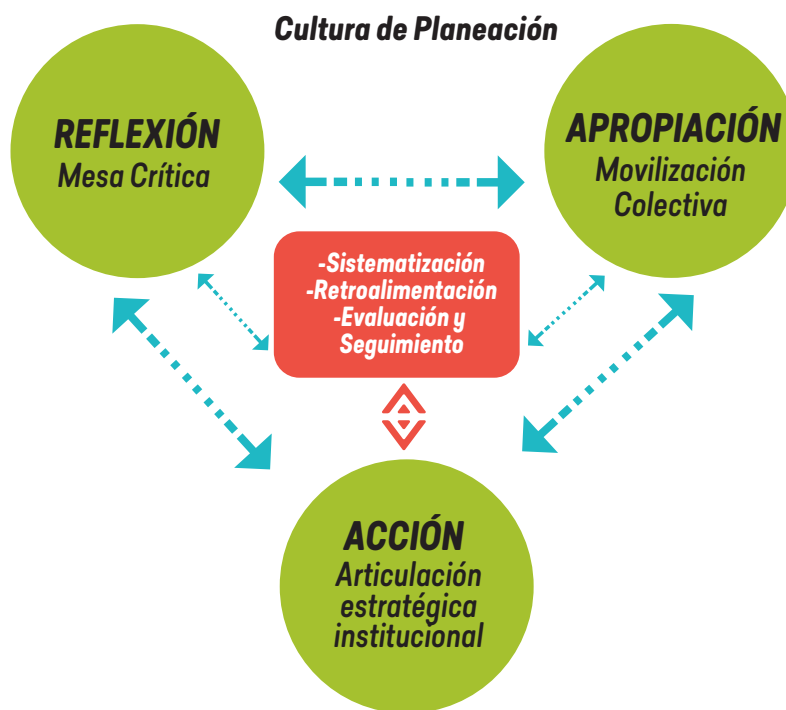 Cultura de Planeación
REFLEXIÓN
Mesa Crítica
APROPIACIÓN
Movilización
Colectiva
-Sistematización
-Retroalimentación
-Evaluación y
Seguimiento
ACCIÓN
Articulación
estratégica
institucional